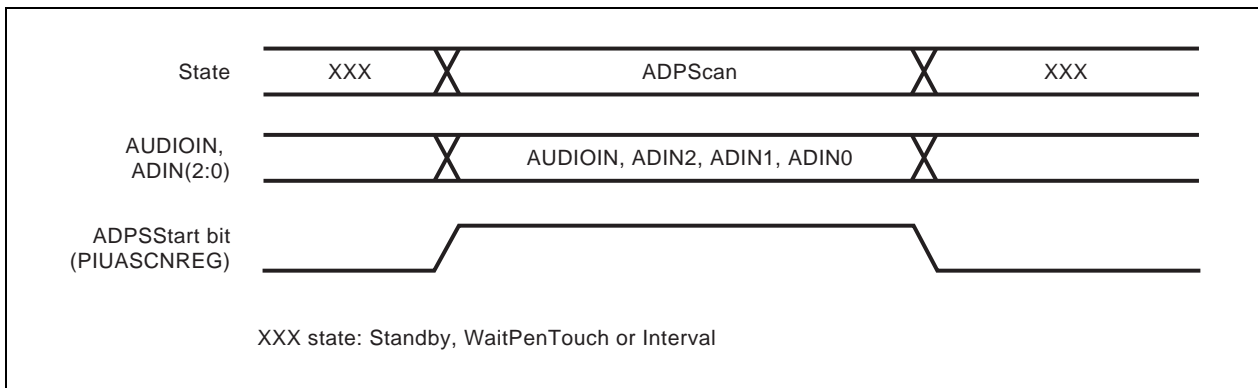 State XXX ADPScan XXX
AUDIOIN,
ADIN(2:0)
AUDIOIN, ADIN2, ADIN1, ADIN0
ADPSStart bit
(PIUASCNREG)
XXX state: Standby, WaitPenTouch or Interval